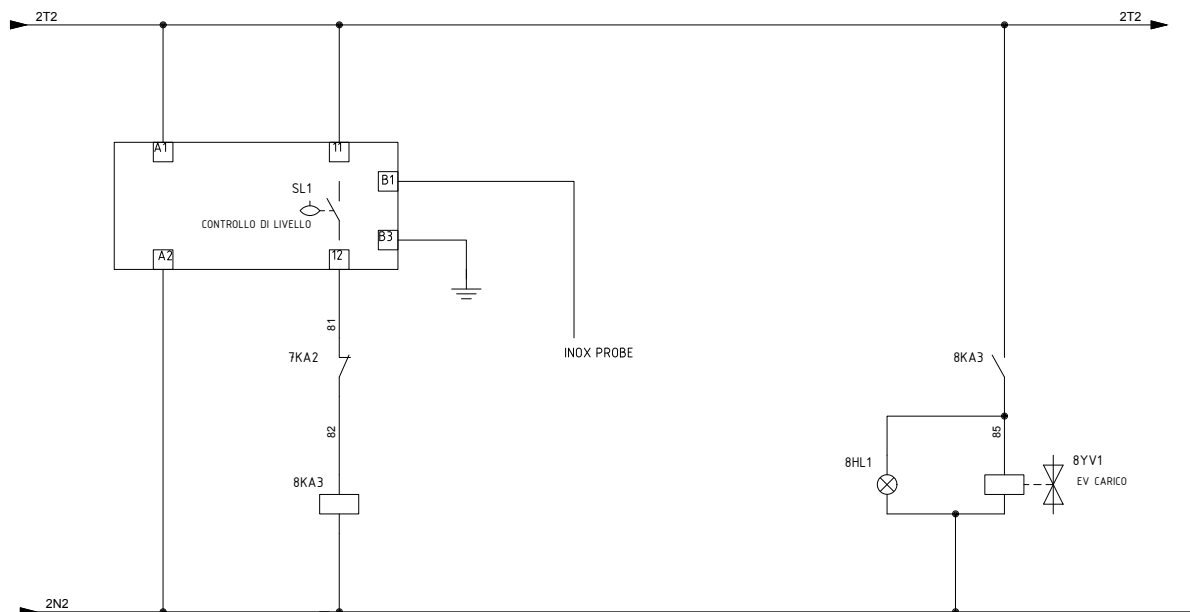 2T2
2T2
A1
11
B1
SL1
CONTROLLO DI LIVELLO
B3
A2
12
81
7KA2
INOX PROBE
8KA3
82
85
8HL1
8YV1
EV CARICO
8KA3
2N2